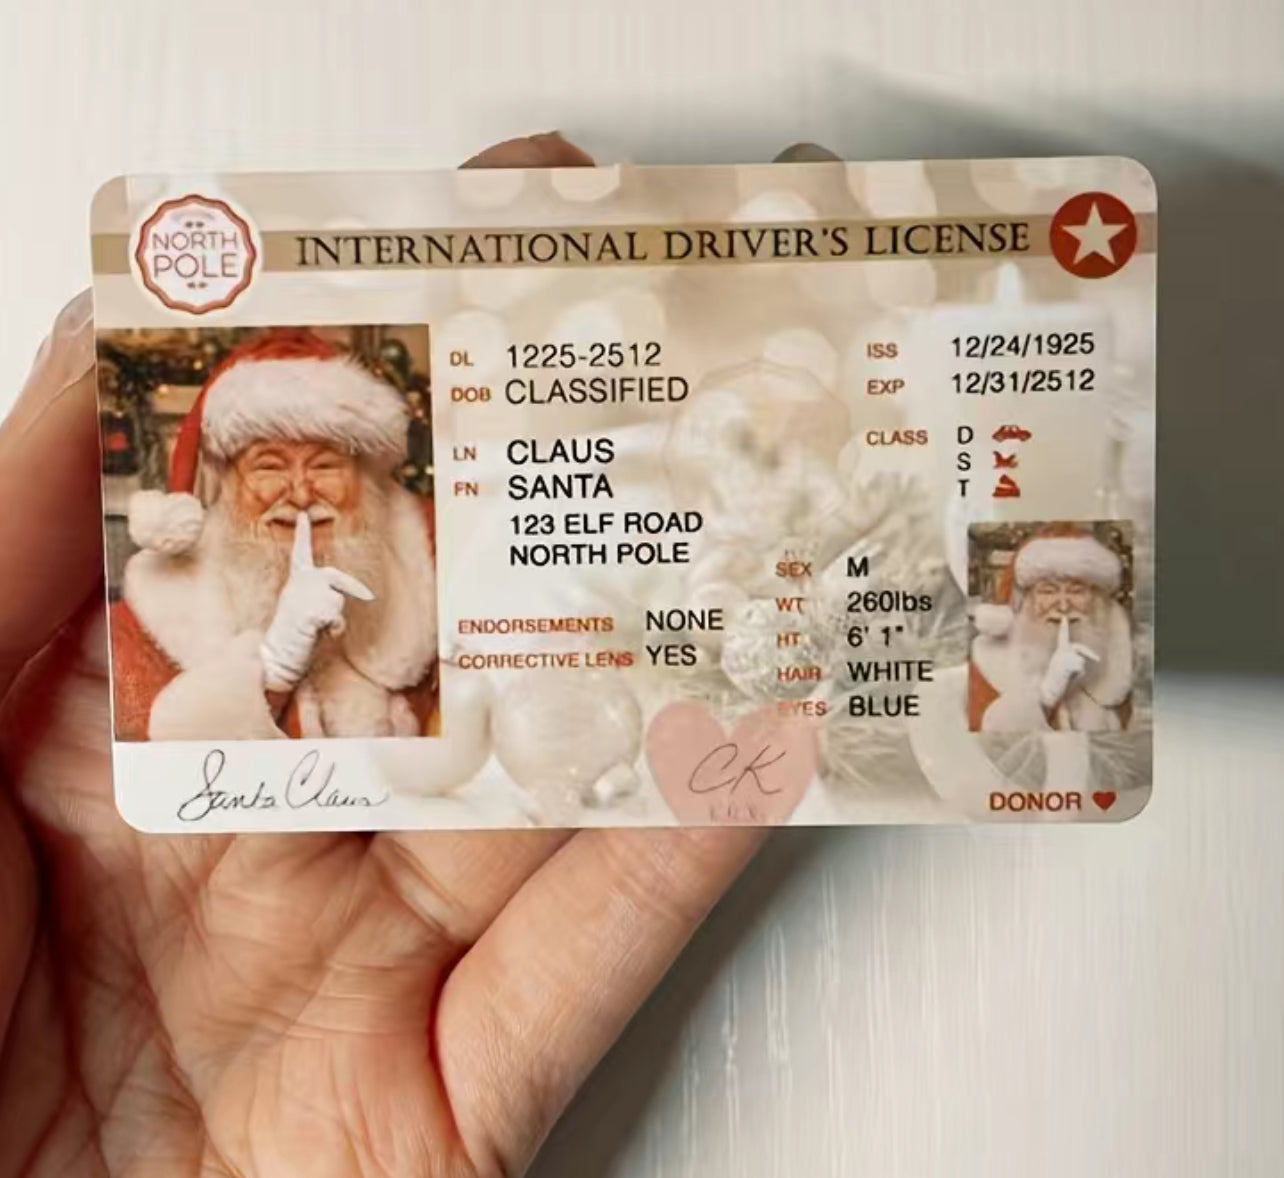 NORTH
POLE
INTERNATIONAL DRIVER'S LICENSE
DL 1225-2512
DOB CLASSIFIED
LN CLAUS
FN SANTA
123 ELF ROAD
NORTH POLE
ENDORSEMENTS NONE
CORRECTIVE LENS YES
ISS 12/24/1925
EXP 12/31/2512
CLASS D
S
T
SEX M
WT 260lbs
HT 6' 1"
HAIR WHITE
EYES BLUE
Santa Claus
CK
DONOR